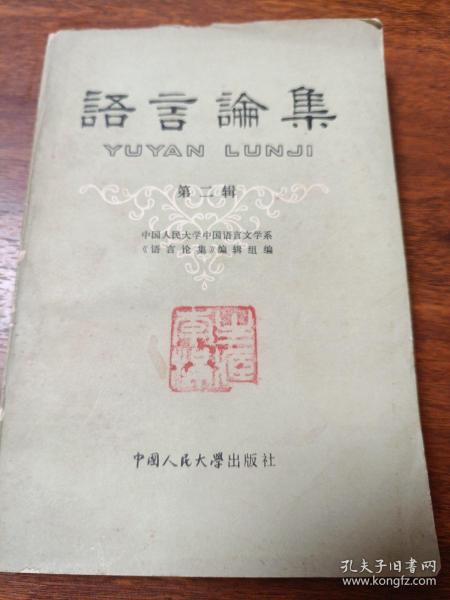 語言論集
YUYAN LUNJI
第二辑
中国人民大学中国语言文学系
《语言论集》编辑组编
中国人民大學出版社
孔夫子旧书网
www.kongfz.com